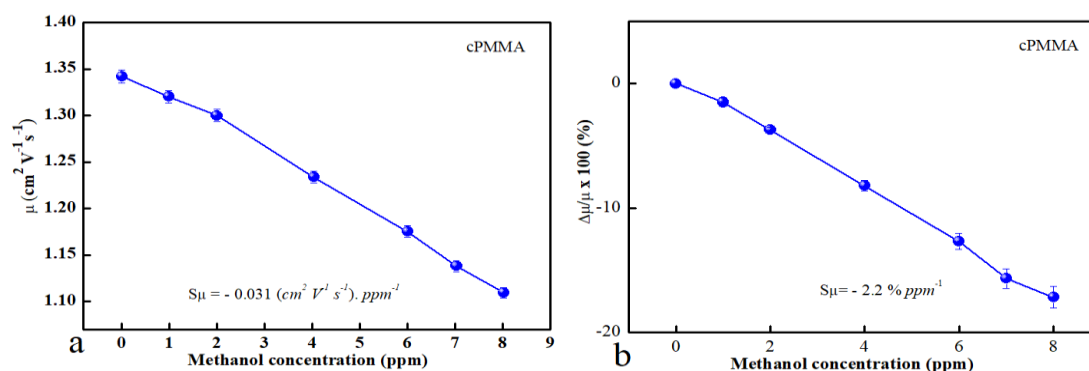 1.40
1.35
1.30
1.25
1.20
1.15
1.10
μ (cm² V⁻¹ s⁻¹)
cPMMA
Sμ = - 0.031 (cm² V⁻¹ s⁻¹). ppm⁻¹
0 1 2 3 4 5 6 7 8 9
Methanol concentration (ppm)
a
0
-10
-20
Δμ/μ x 100 (%)
cPMMA
Sμ= - 2.2 % ppm⁻¹
0 2 4 6 8
Methanol concentration (ppm)
b